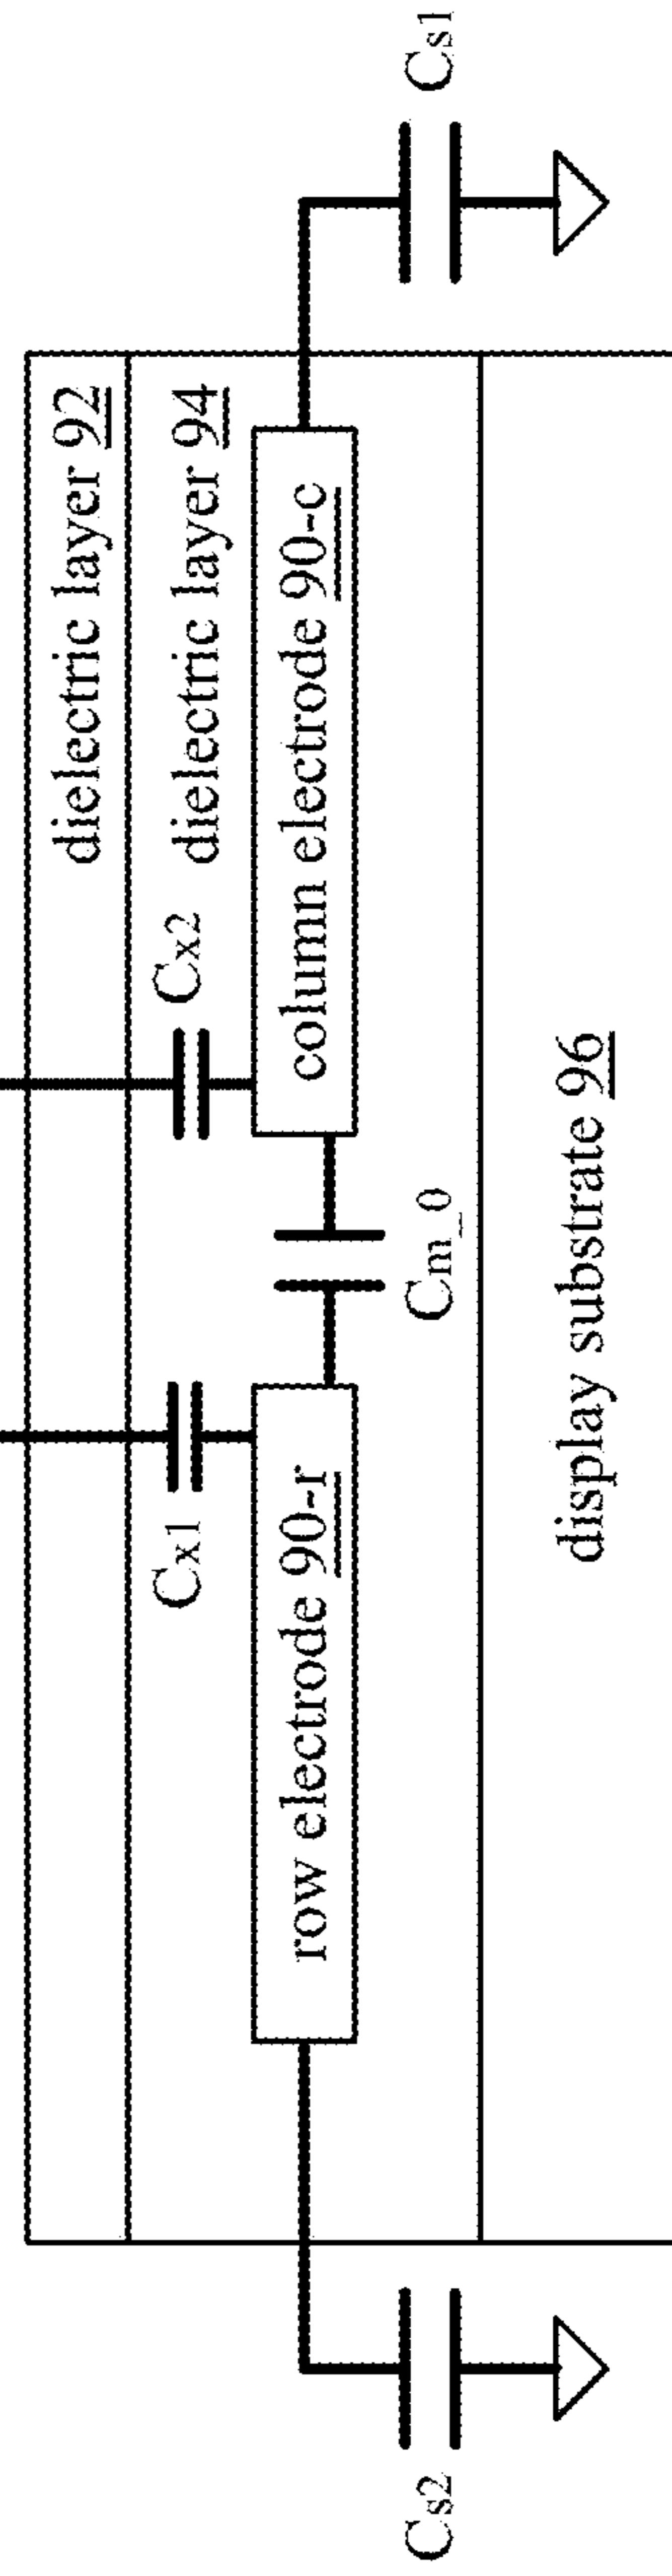 dielectric layer 92
Cx1
Cx2
dielectric layer 94
row electrode 90-r
column electrode 90-c
Cs2
Cm_0
Cs1
display substrate 96